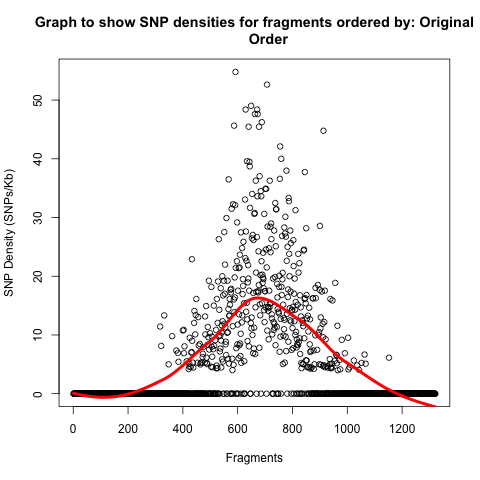 Graph to show SNP densities for fragments ordered by: Original
Order
SNP Density (SNPs/Kb)
50
40
30
20
10
0
0 200 400 600 800 1000 1200
Fragments